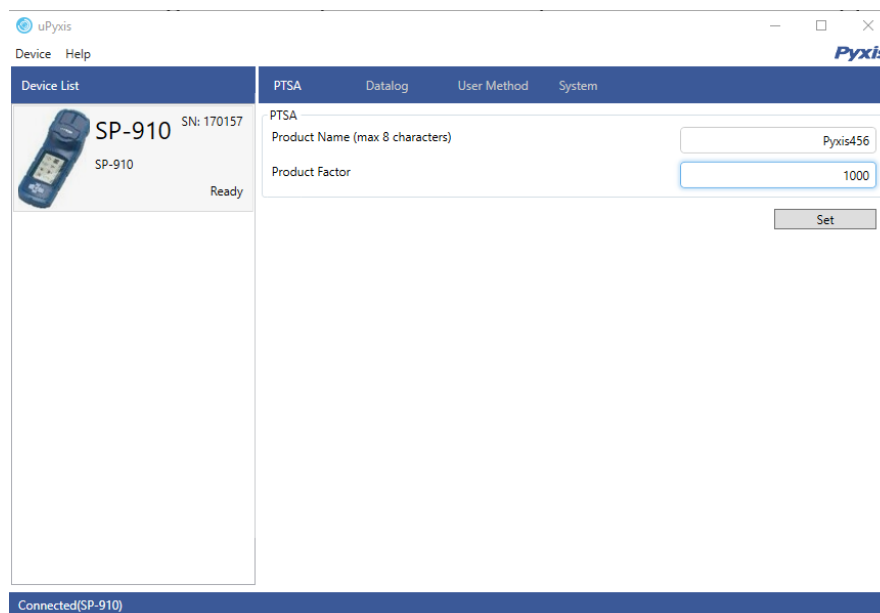 uPyxis
Device Help
Device List
SP-910
SN: 170157
SP-910
Ready
PTSA Datalog User Method System
PTSA
Product Name (max 8 characters)
Pyxis456
Product Factor
1000
Set
Connected(SP-910)